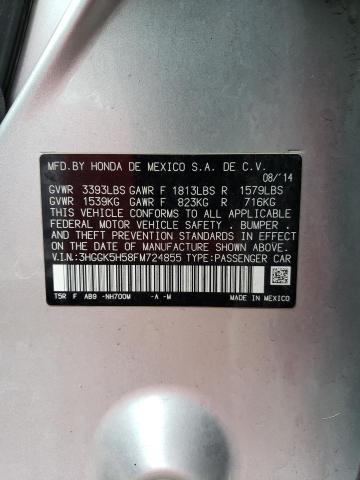 MFD.BY HONDA DE MEXICO S.A. DE C.V.
08/'14
GVWR 3393LBS GAWR F 1813LBS R 1579LBS
GVWR 1539KG GAWR F 823KG R 716KG
THIS VEHICLE CONFORMS TO ALL APPLICABLE
FEDERAL MOTOR VEHICLE SAFETY . BUMPER .
AND THEFT PREVENTION STANDARDS IN EFFECT
ON THE DATE OF MANUFACTURE SHOWN ABOVE.
V.I.N.:3HGGK5H58FM724855 TYPE:PASSENGER CAR
T5R F AB9 -NH700M -A -M MADE IN MEXICO